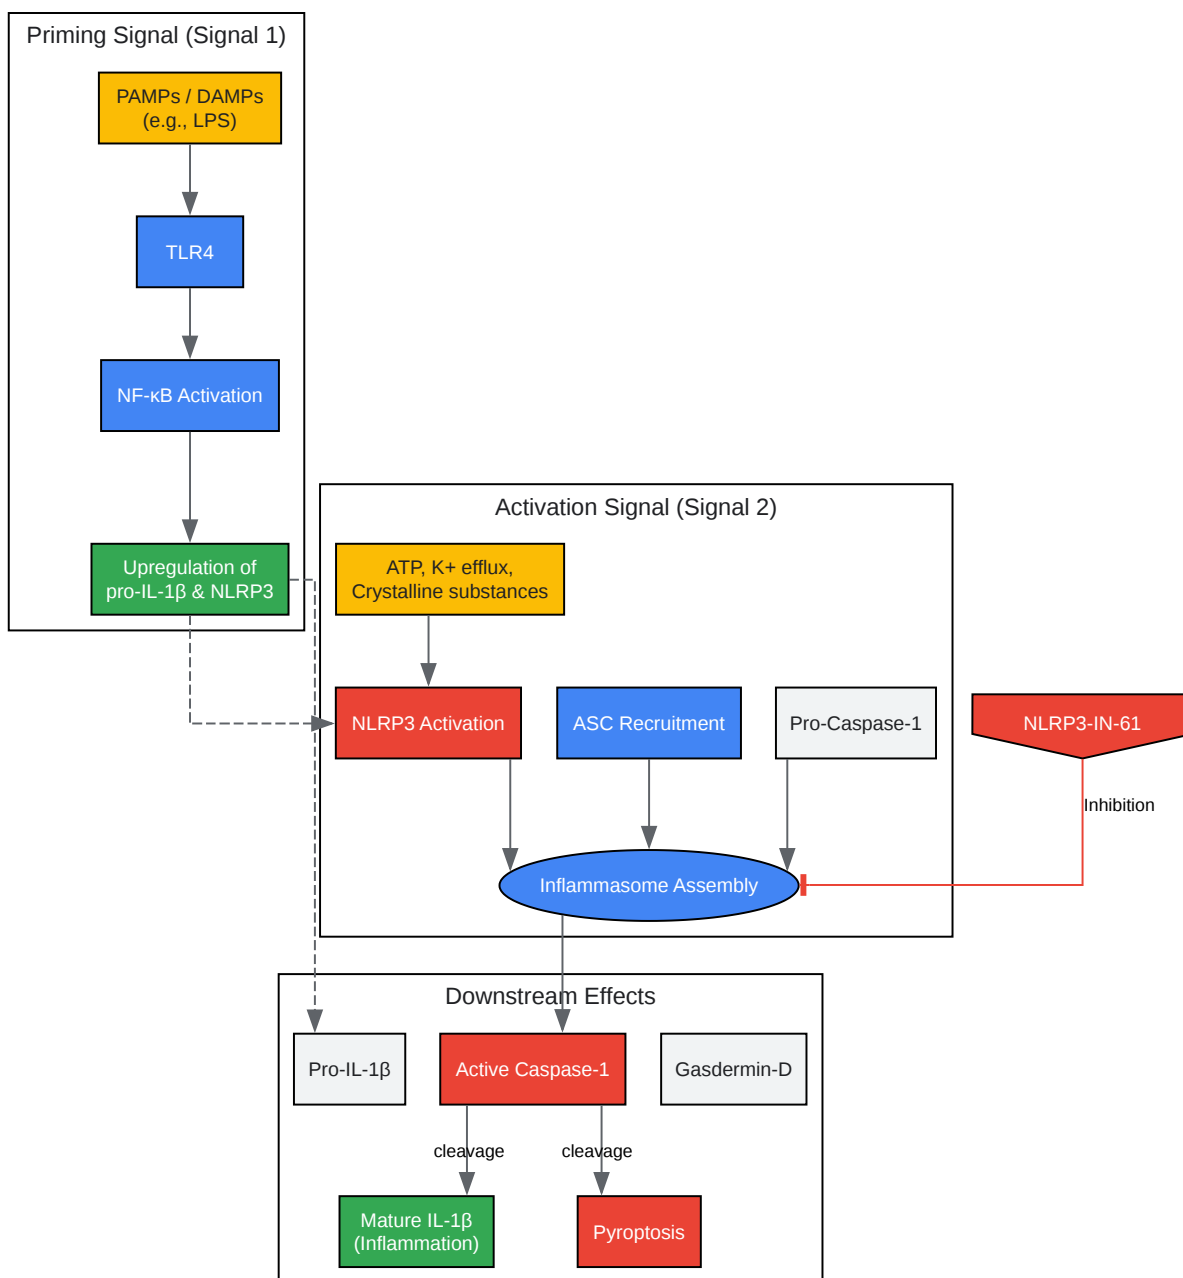 Priming Signal (Signal 1)
PAMPs / DAMPs
(e.g., LPS)
TLR4
NF-κB Activation
Upregulation of
pro-IL-1β & NLRP3
Activation Signal (Signal 2)
ATP, K+ efflux,
Crystalline substances
NLRP3 Activation
ASC Recruitment
Pro-Caspase-1
NLRP3-IN-61
Inhibition
Inflammasome Assembly
Downstream Effects
Pro-IL-1β
Active Caspase-1
Gasdermin-D
cleavage
cleavage
Mature IL-1β
(Inflammation)
Pyroptosis